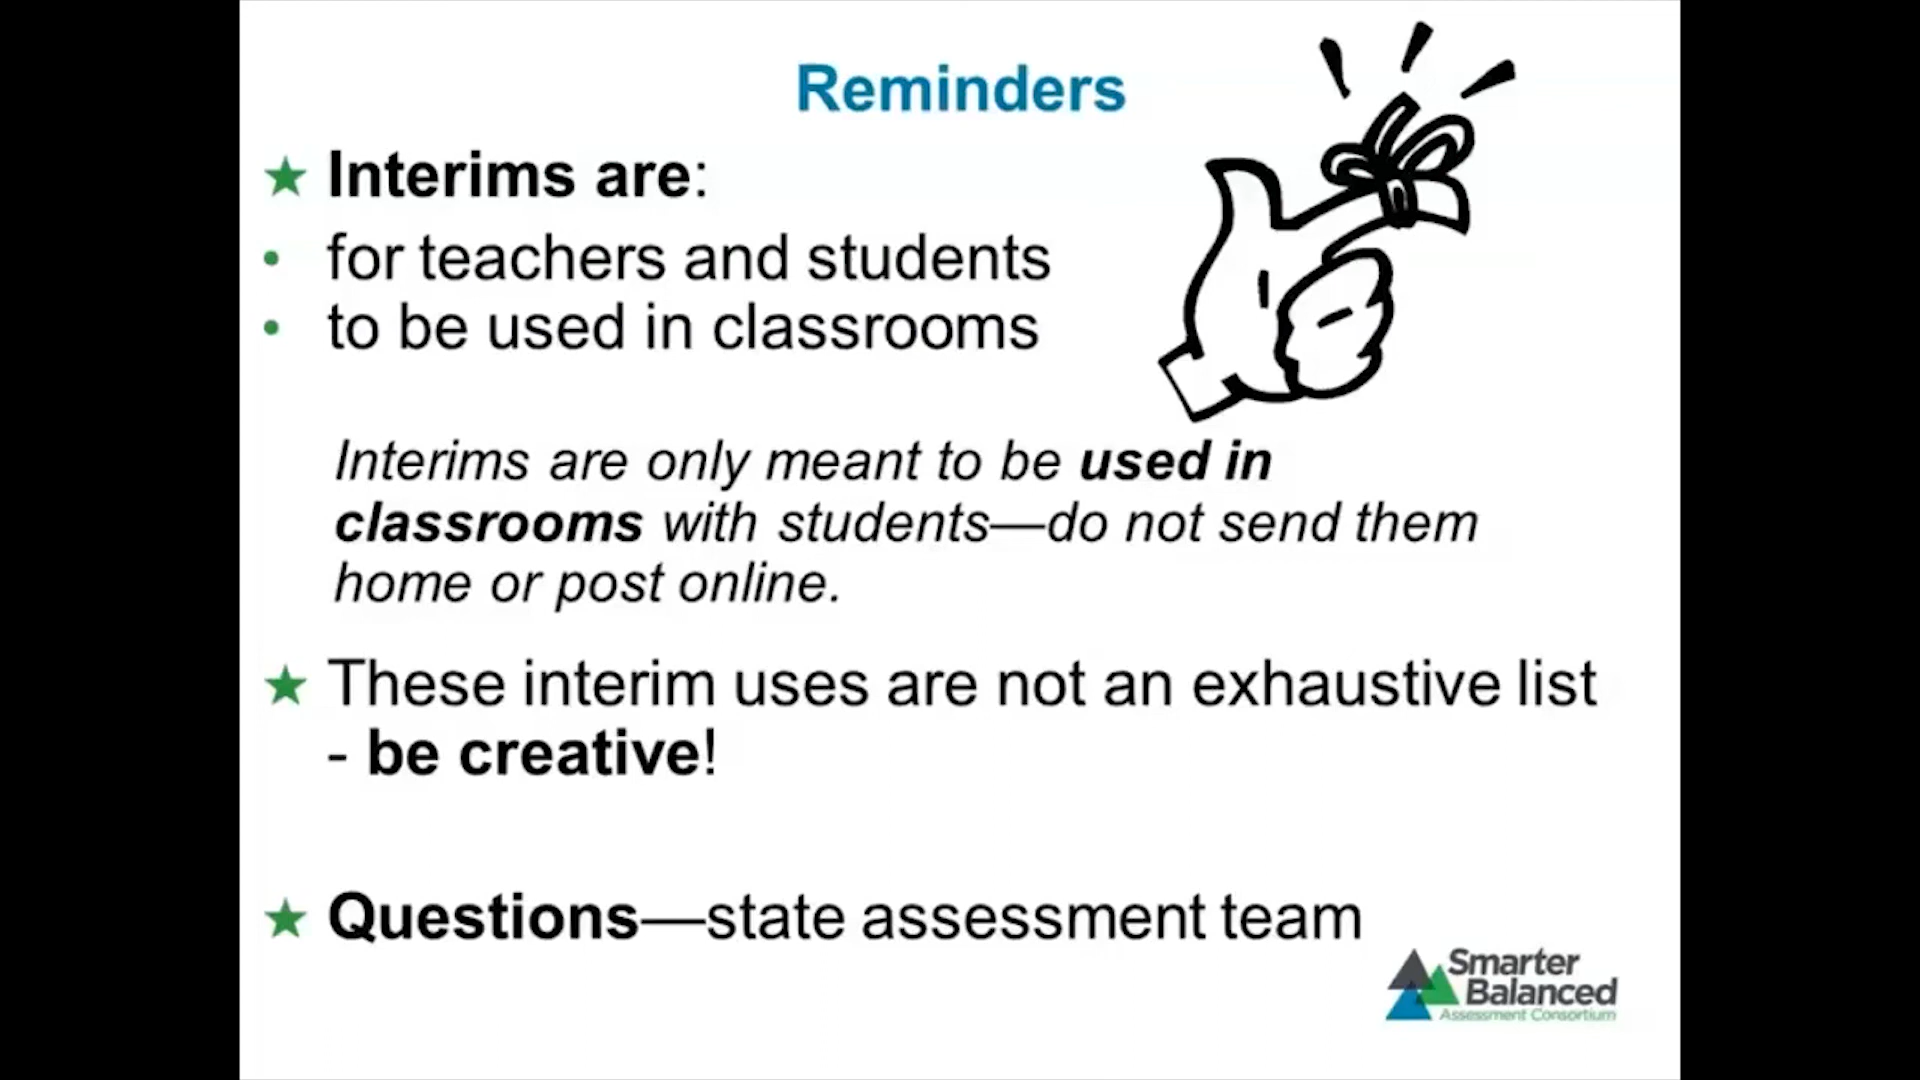 Reminders
★ Interims are:
• for teachers and students
• to be used in classrooms
Interims are only meant to be used in
classrooms with students—do not send them
home or post online.
★ These interim uses are not an exhaustive list
- be creative!
★ Questions—state assessment team
Smarter
Balanced
Assessment Consortium